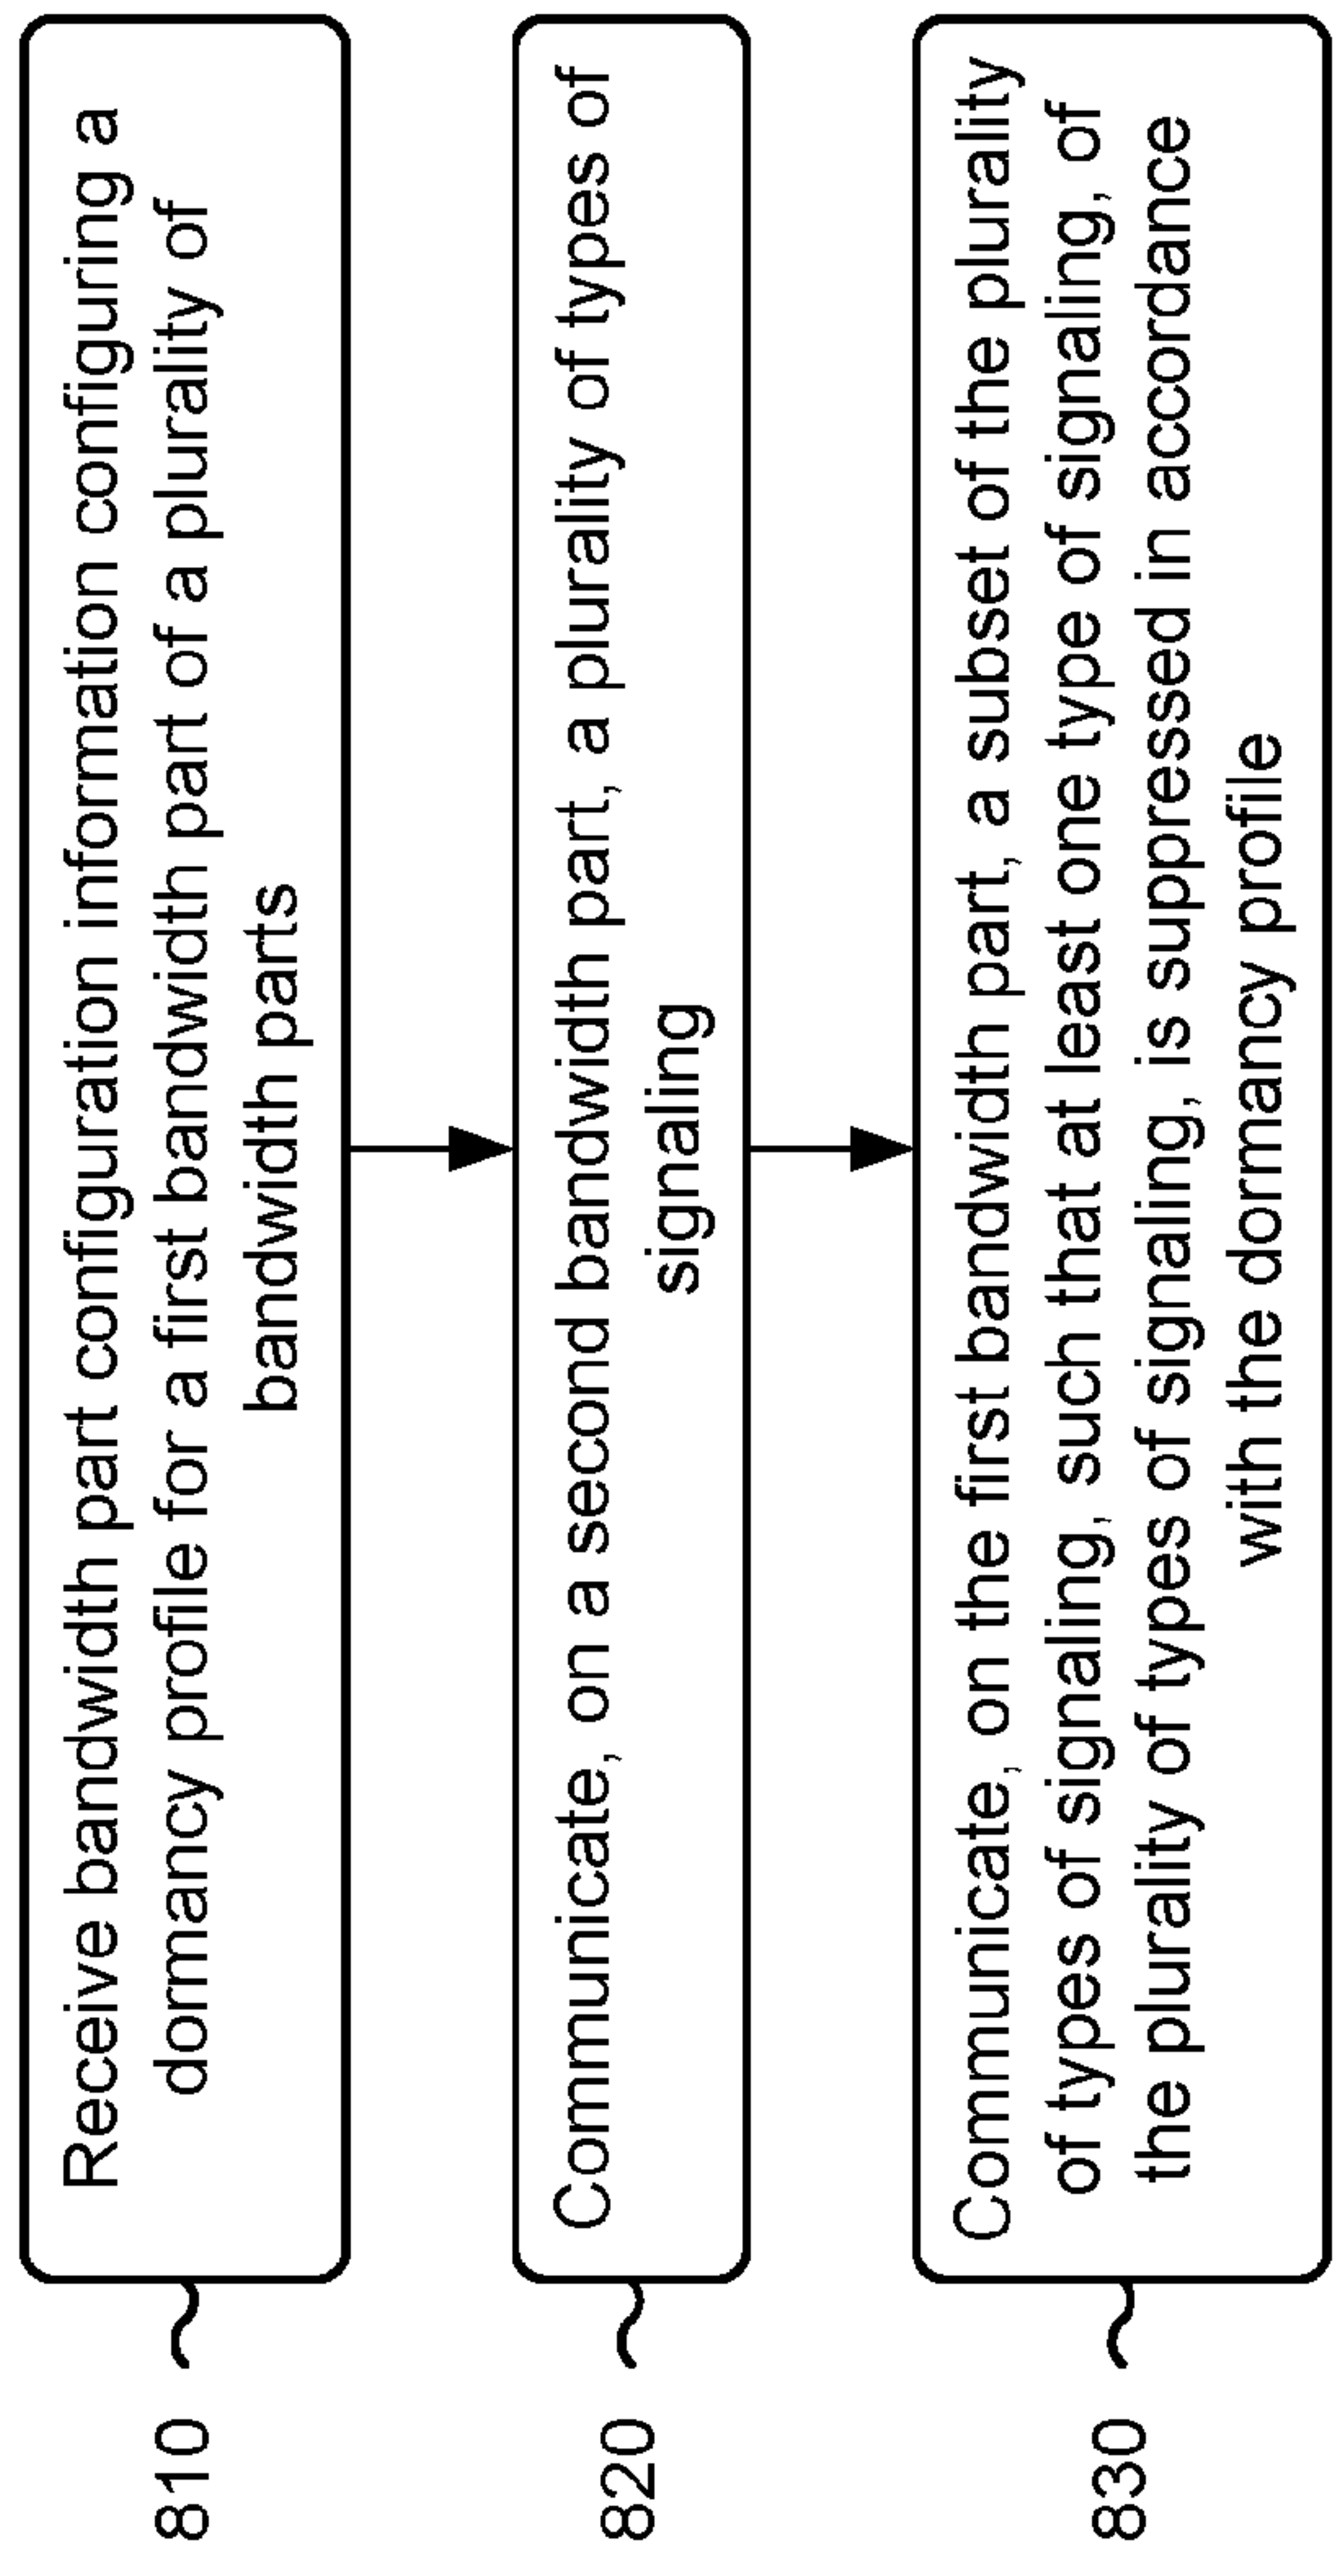 810
Receive bandwidth part configuration information configuring a
dormancy profile for a first bandwidth part of a plurality of
bandwidth parts
820
Communicate, on a second bandwidth part, a plurality of types of
signaling
830
Communicate, on the first bandwidth part, a subset of the plurality
of types of signaling, such that at least one type of signaling, of
the plurality of types of signaling, is suppressed in accordance
with the dormancy profile